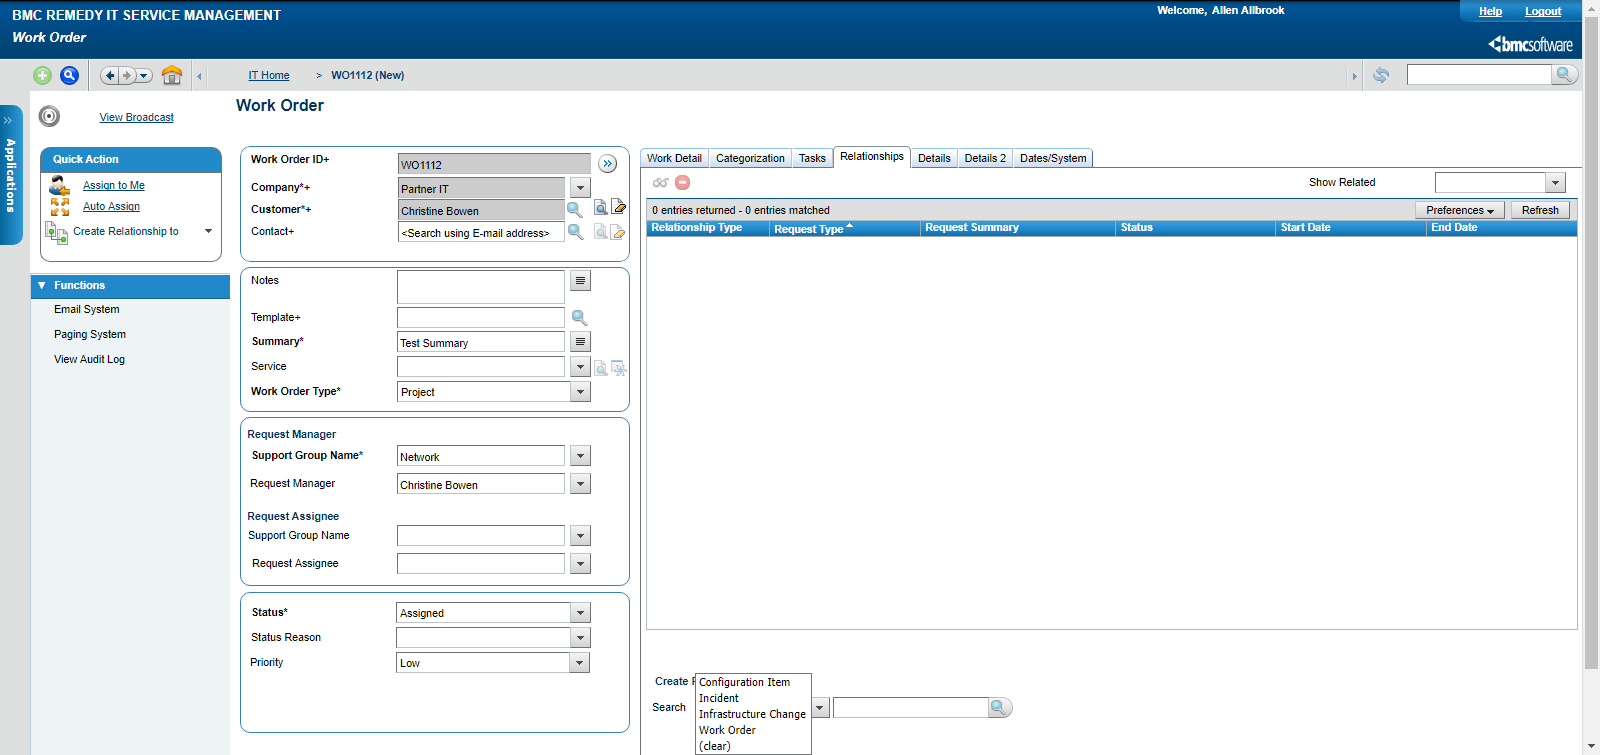 BMC REMEDY IT SERVICE MANAGEMENT
Welcome, Allen Allbrook
Help
Logout
Work Order
bmcsoftware
IT Home > WO1112 (New)
Applications
View Broadcast
Quick Action
Assign to Me
Auto Assign
Create Relationship to
Functions
Email System
Paging System
View Audit Log
Work Order
Work Order ID+ WO1112
Company*+ Partner IT
Customer*+ Christine Bowen
Contact+ <Search using E-mail address>
Notes
Template+
Summary* Test Summary
Service
Work Order Type* Project
Request Manager
Support Group Name* Network
Request Manager Christine Bowen
Request Assignee
Support Group Name
Request Assignee
Status* Assigned
Status Reason
Priority Low
Work Detail Categorization Tasks Relationships Details Details 2 Dates/System
Show Related
0 entries returned - 0 entries matched Preferences Refresh
Relationship Type Request Type Request Summary Status Start Date End Date
Create
Search
Configuration Item
Incident
Infrastructure Change
Work Order
(clear)